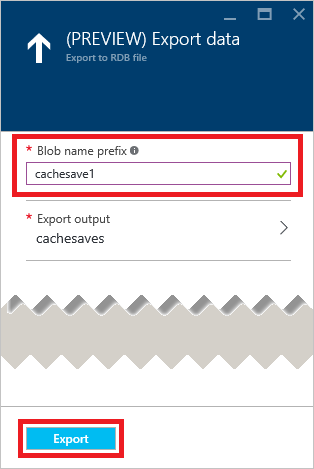 (PREVIEW) Export data
Export to RDB file
* Blob name prefix
cachesave1
* Export output
cachesaves
Export